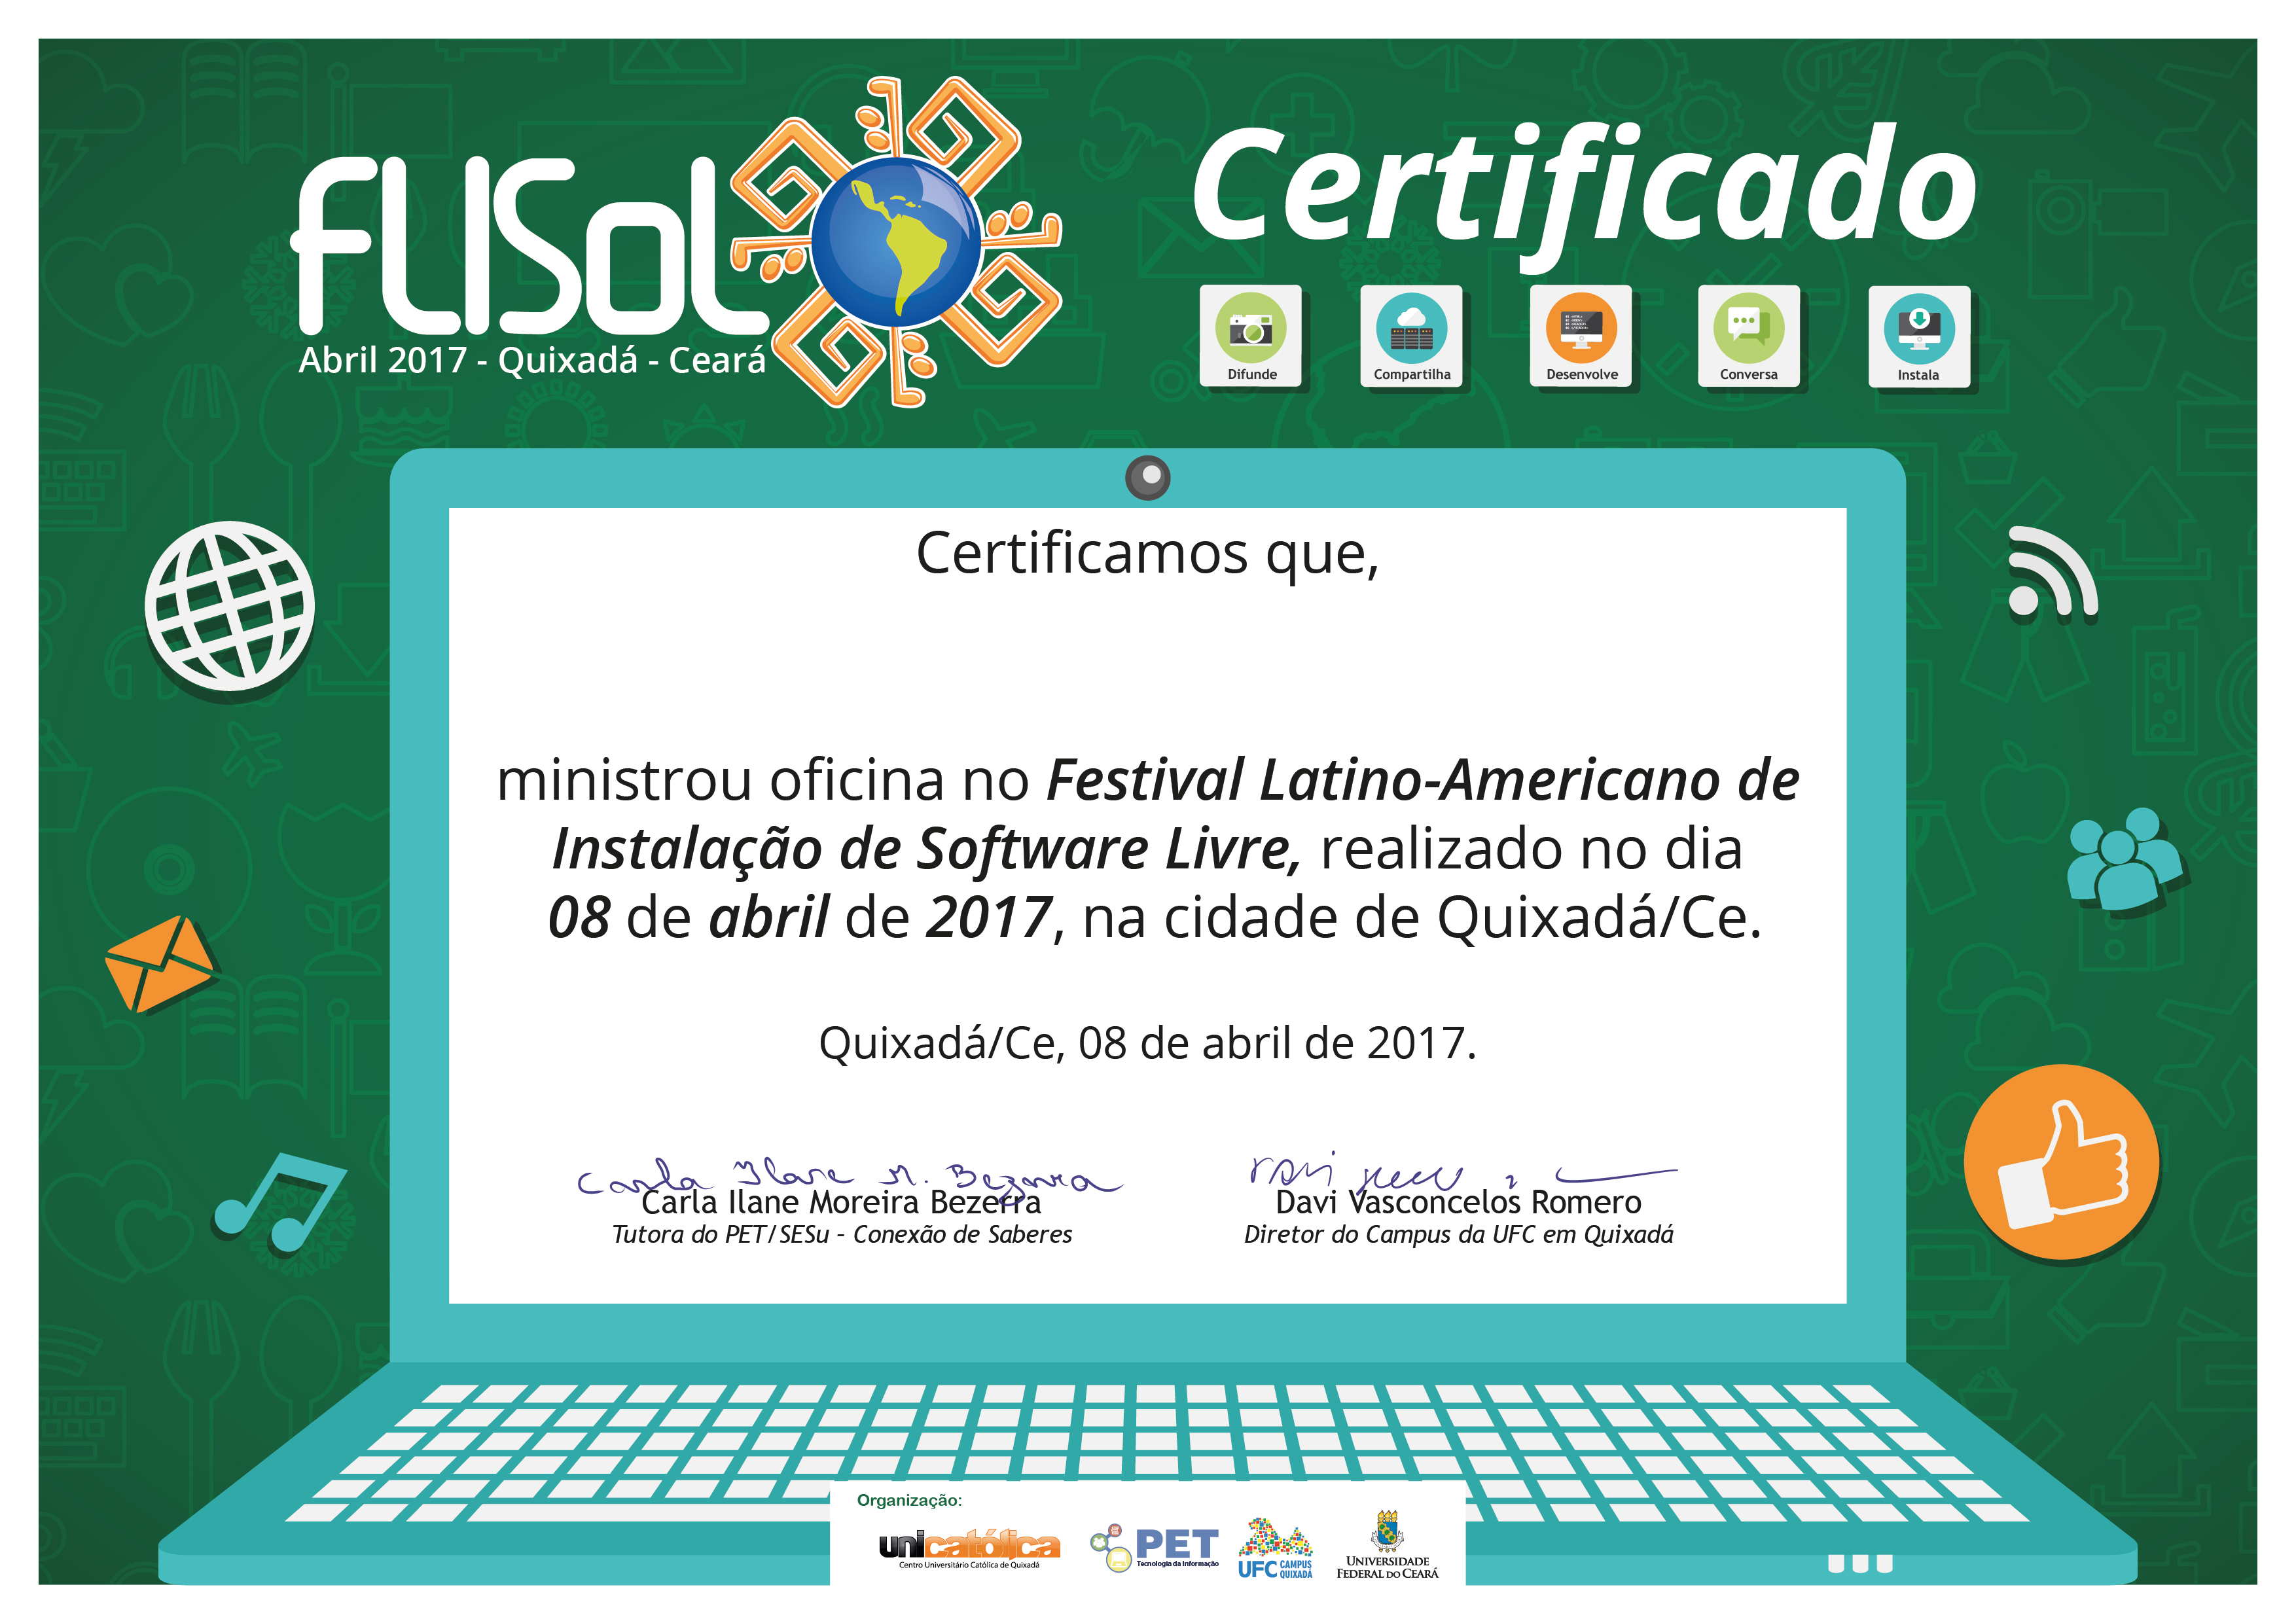 fLISoL
Certificado
Abril 2017 - Quixadá - Ceará
Difunde
Compartilha
Desenvolve
Conversa
Instala
Certificamos que,
ministrou oficina no Festival Latino-Americano de
Instalação de Software Livre, realizado no dia
08 de abril de 2017, na cidade de Quixadá/Ce.
Quixadá/Ce, 08 de abril de 2017.
Carla Ilane M. Bezerra
Carla Ilane Moreira Bezerra
Tutora do PET/SESu – Conexão de Saberes
Davi Vasconcelos Romero
Diretor do Campus da UFC em Quixadá
Organização:
unicatólica
Centro Universitário Católica de Quixadá
PET
Tecnologia da Informação
UFC CAMPUS
QUIXADÁ
UNIVERSIDADE
FEDERAL DO CEARÁ